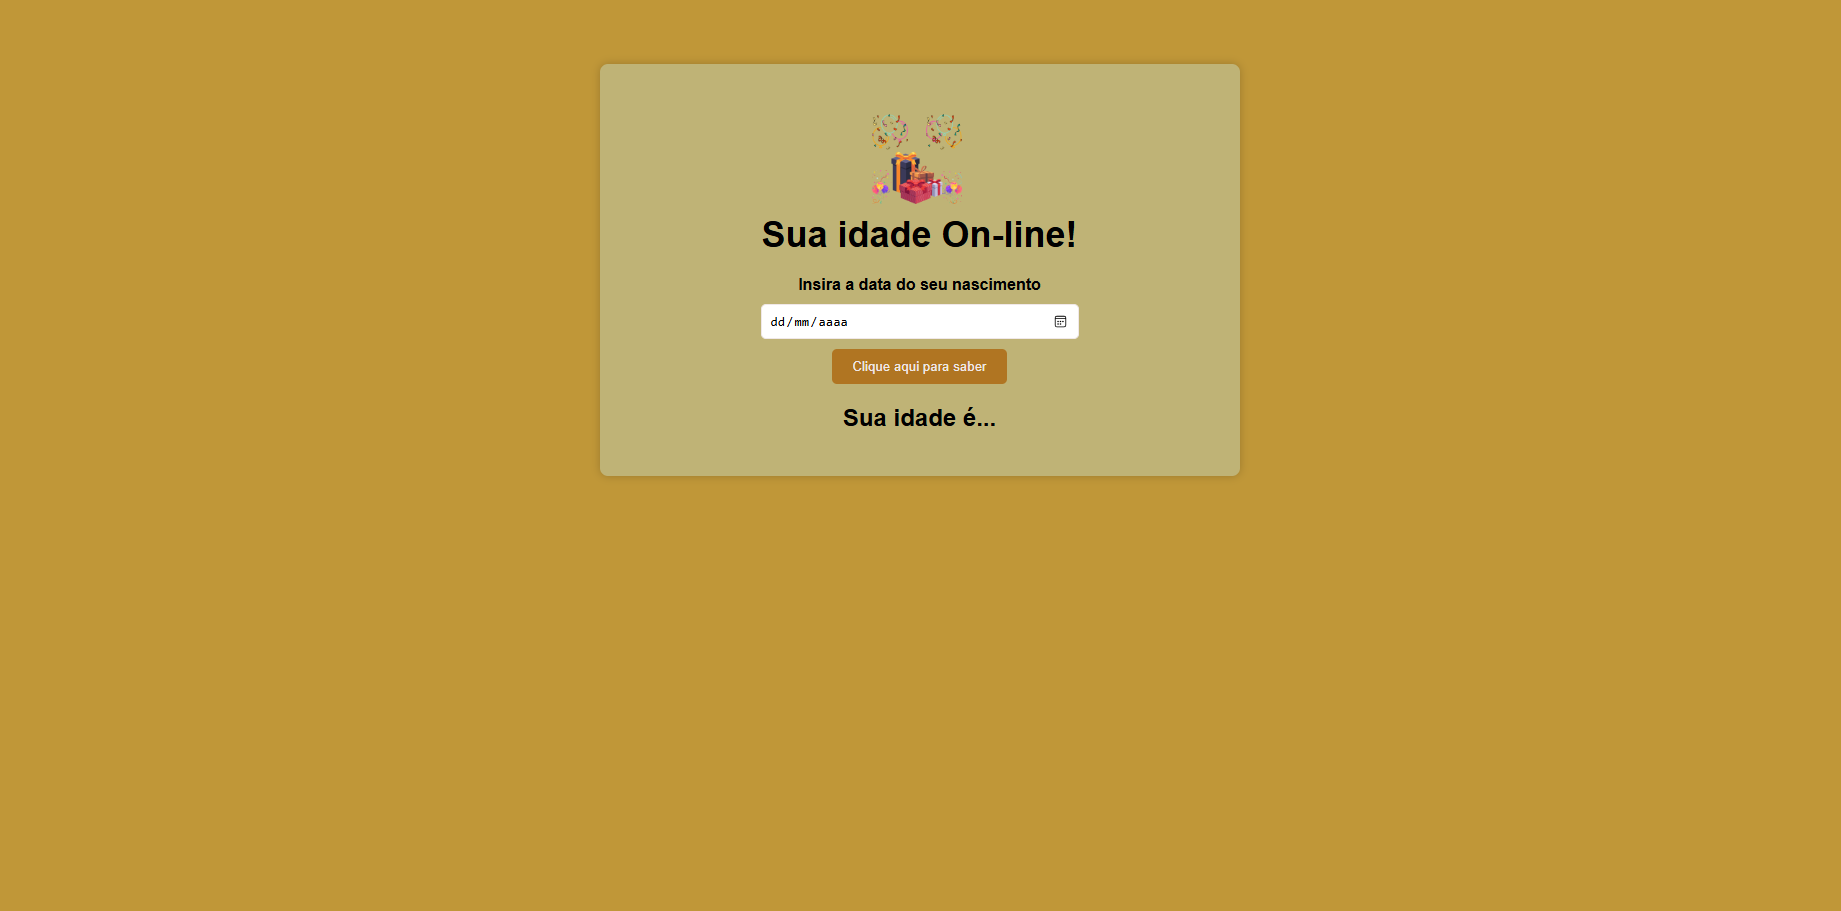 Sua idade On-line!
Insira a data do seu nascimento
dd/mm/aaaa
Clique aqui para saber
Sua idade é...